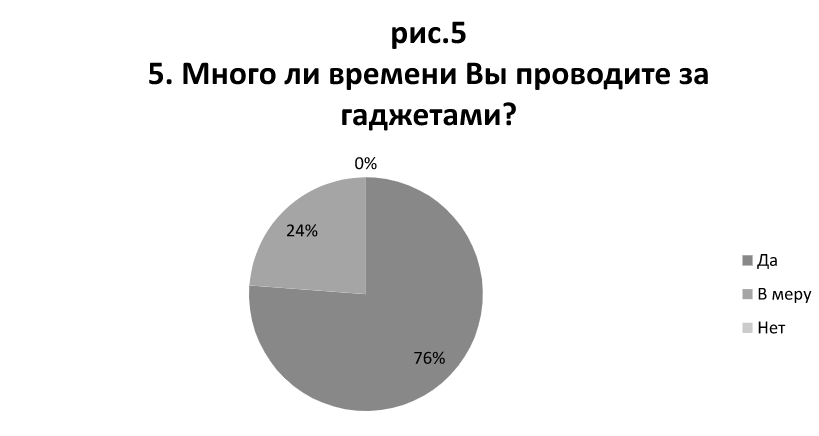 рис.5
5. Много ли времени Вы проводите за
гаджетами?
0%
24%
76%
Да
В меру
Нет